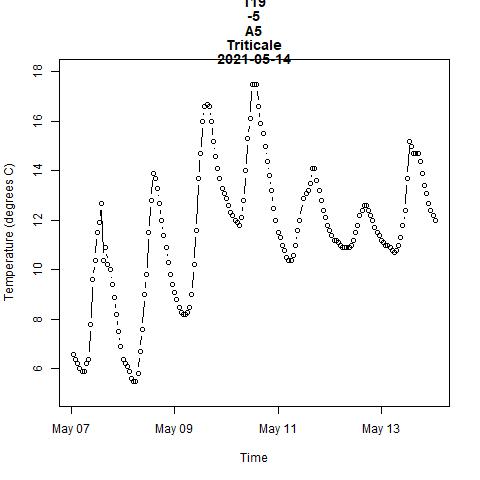 T19
-5
A5
Triticale
2021-05-14
18
16
14
12
10
8
6
Temperature (degrees C)
May 07
May 09
May 11
May 13
Time